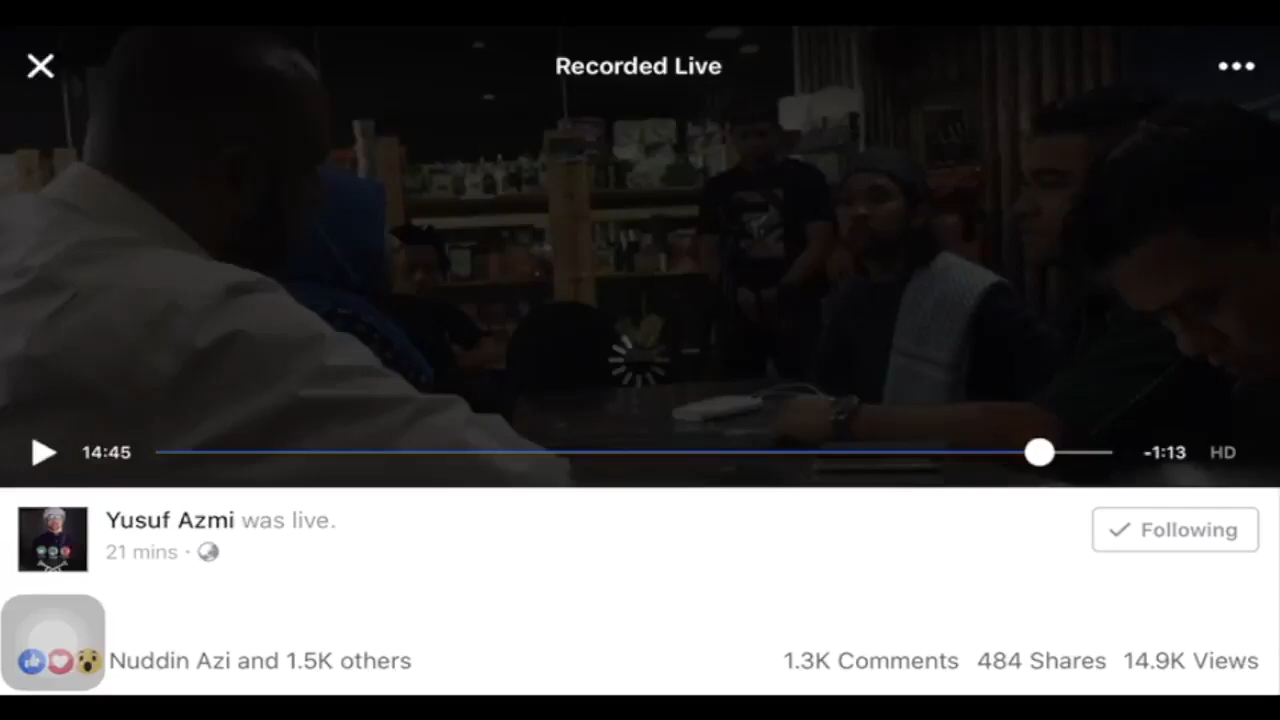 Recorded Live
14:45
-1:13 HD
Yusuf Azmi was live.
21 mins ·
Following
Nuddin Azi and 1.5K others
1.3K Comments 484 Shares 14.9K Views